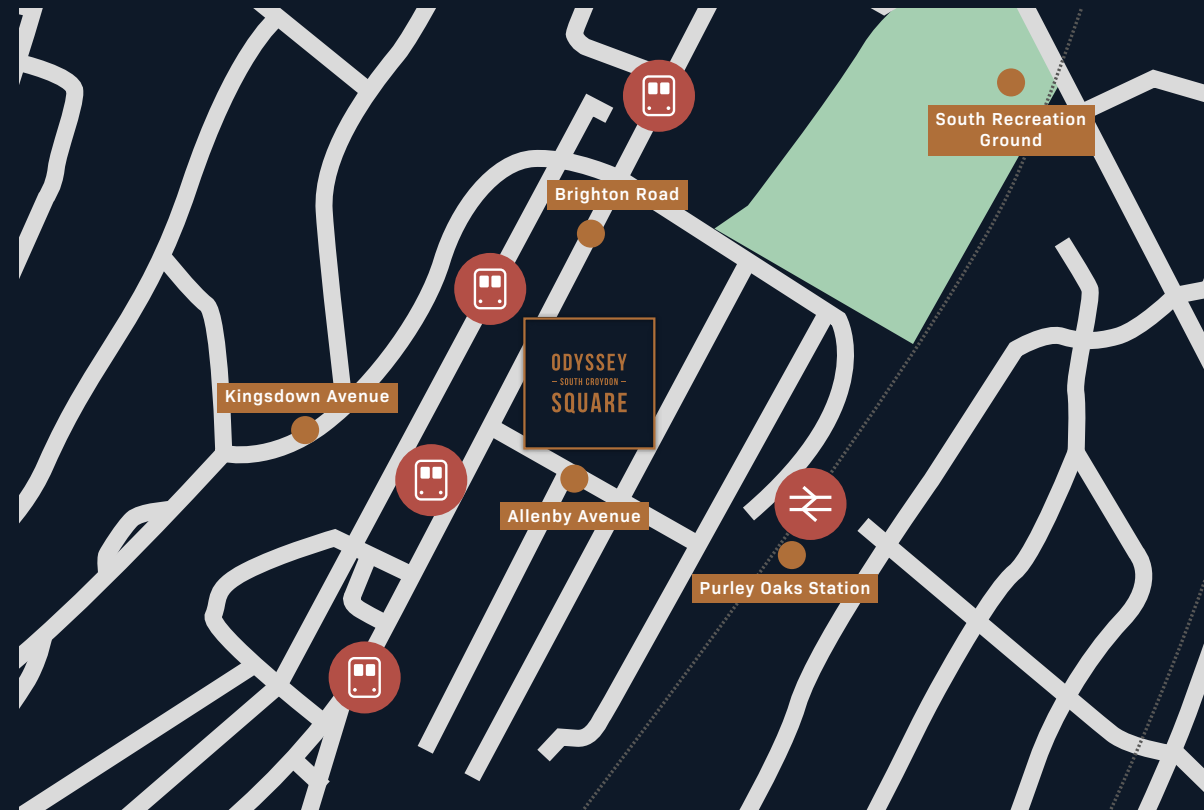 South Recreation
Ground
Brighton Road
ODYSSEY
– SOUTH CROYDON –
SQUARE
Kingsdown Avenue
Allenby Avenue
Purley Oaks Station